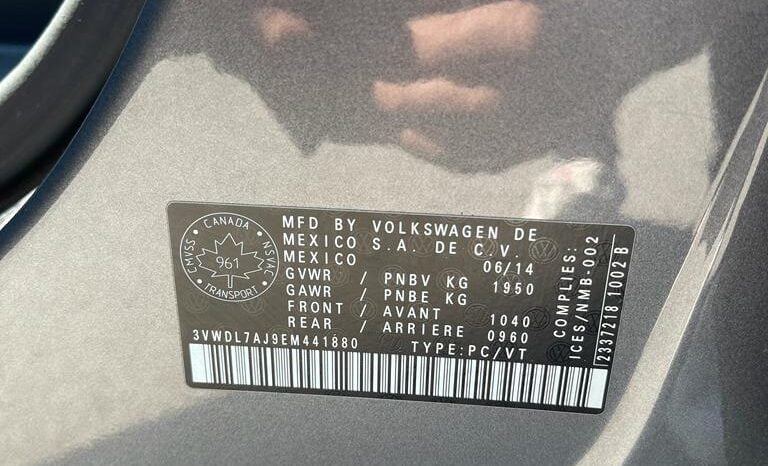 CANADA
CMVSS
NSVAC
961
TRANSPORT
MFD BY VOLKSWAGEN DE
MEXICO S.A. DE C.V.
MEXICO 06/14
GVWR / PNBV KG 1950
GAWR / PNBE KG
FRONT / AVANT 1040
REAR / ARRIERE 0960
3VWDL7AJ9EM441880 TYPE:PC/VT
COMPLIES:
ICES/NMB-002
2337218 1002 B